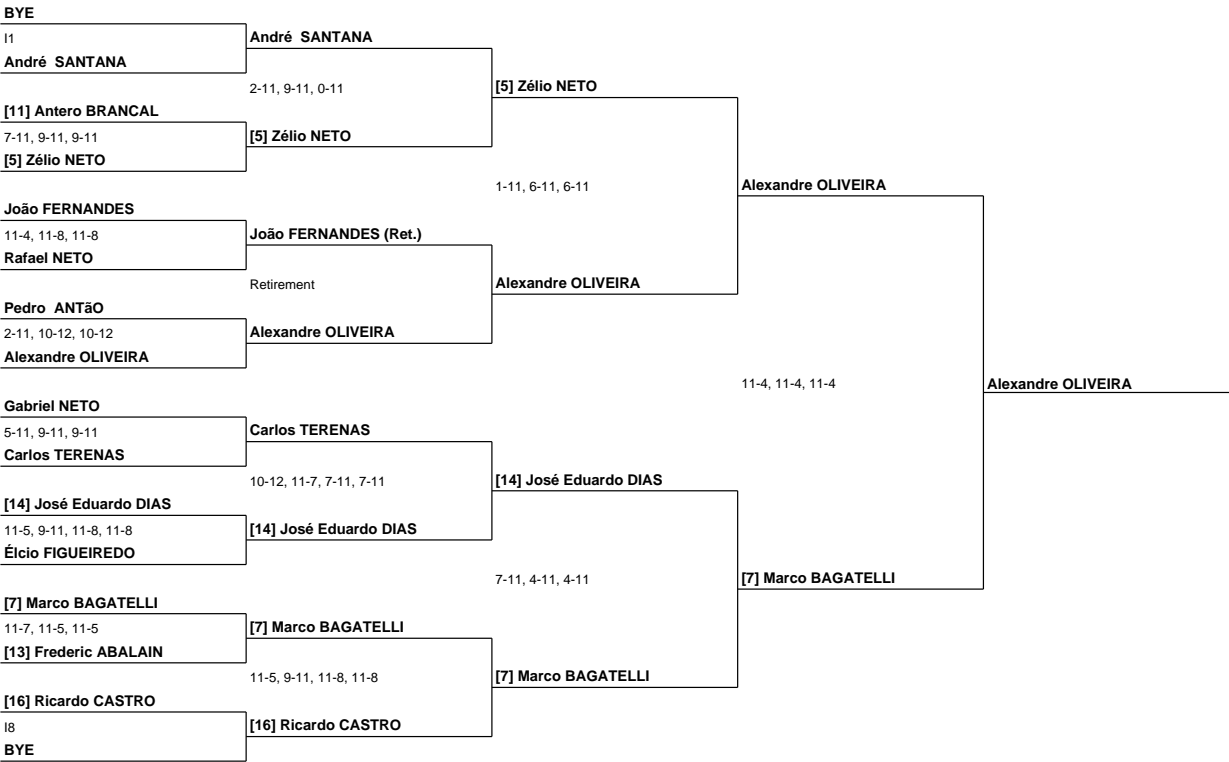 BYE
I1
André  SANTANA
André  SANTANA
2-11, 9-11, 0-11
[5] Zélio NETO
[11] Antero BRANCAL
7-11, 9-11, 9-11
[5] Zélio NETO
[5] Zélio NETO
1-11, 6-11, 6-11
Alexandre OLIVEIRA
João FERNANDES
11-4, 11-8, 11-8
João FERNANDES (Ret.)
Rafael NETO
Retirement
Alexandre OLIVEIRA
Pedro  ANTãO
2-11, 10-12, 10-12
Alexandre OLIVEIRA
Alexandre OLIVEIRA
11-4, 11-4, 11-4
Alexandre OLIVEIRA
Gabriel NETO
5-11, 9-11, 9-11
Carlos TERENAS
Carlos TERENAS
10-12, 11-7, 7-11, 7-11
[14] José Eduardo DIAS
[14] José Eduardo DIAS
11-5, 9-11, 11-8, 11-8
[14] José Eduardo DIAS
Élcio FIGUEIREDO
7-11, 4-11, 4-11
[7] Marco BAGATELLI
[7] Marco BAGATELLI
11-7, 11-5, 11-5
[7] Marco BAGATELLI
[13] Frederic ABALAIN
11-5, 9-11, 11-8, 11-8
[7] Marco BAGATELLI
[16] Ricardo CASTRO
I8
[16] Ricardo CASTRO
BYE